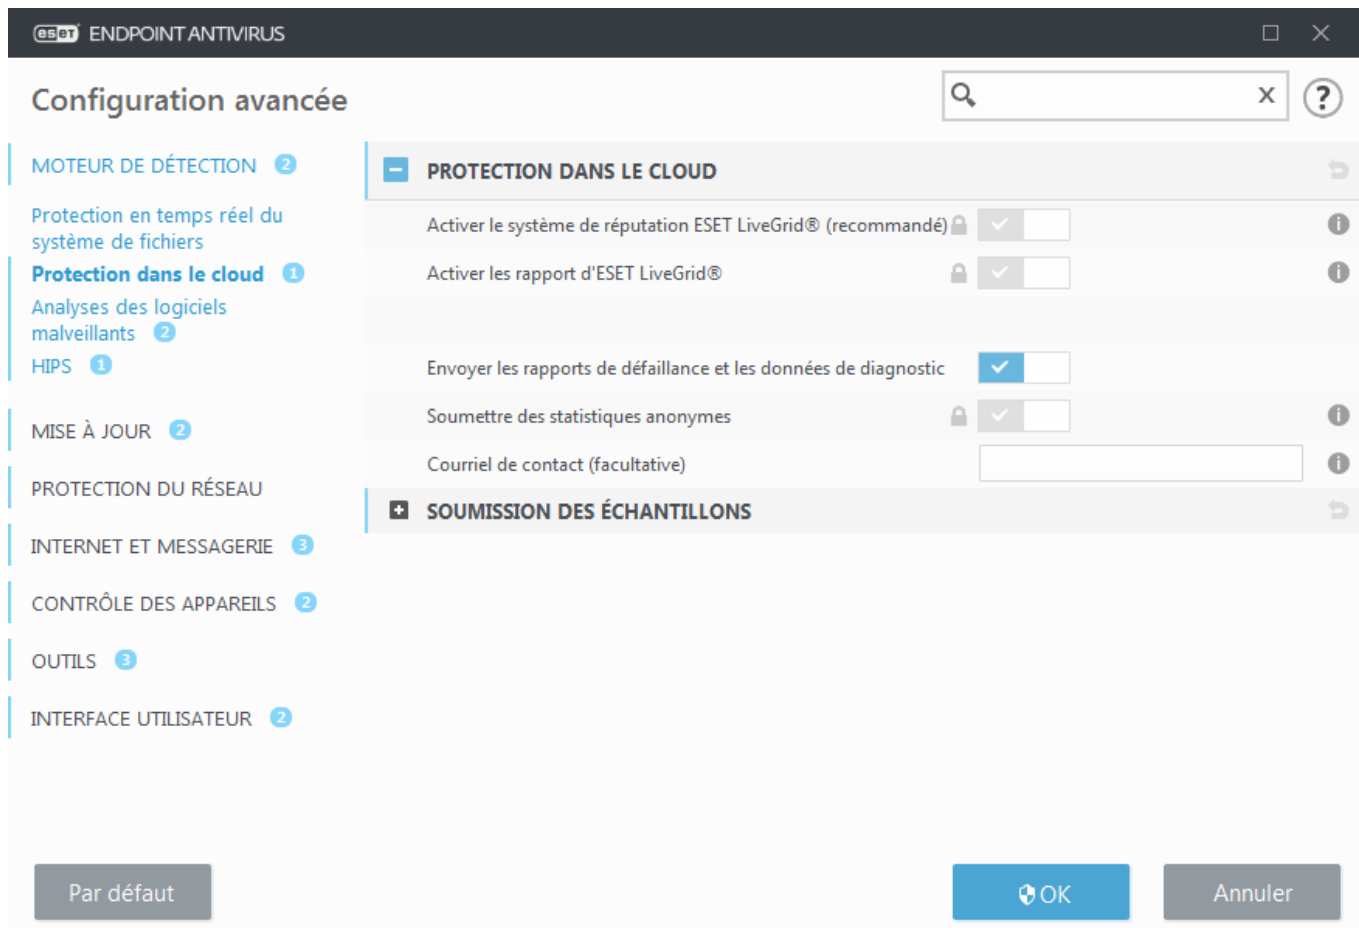 eset ENDPOINT ANTIVIRUS
Configuration avancée
X
?
MOTEUR DE DÉTECTION 2
Protection en temps réel du
système de fichiers
Protection dans le cloud 1
Analyses des logiciels
malveillants 2
HIPS 1
MISE À JOUR 2
PROTECTION DU RÉSEAU
INTERNET ET MESSAGERIE 3
CONTRÔLE DES APPAREILS 2
OUTILS 3
INTERFACE UTILISATEUR 2
PROTECTION DANS LE CLOUD
Activer le système de réputation ESET LiveGrid® (recommandé)
Activer les rapport d'ESET LiveGrid®
Envoyer les rapports de défaillance et les données de diagnostic
Soumettre des statistiques anonymes
Courriel de contact (facultative)
SOUMISSION DES ÉCHANTILLONS
Par défaut
OK
Annuler